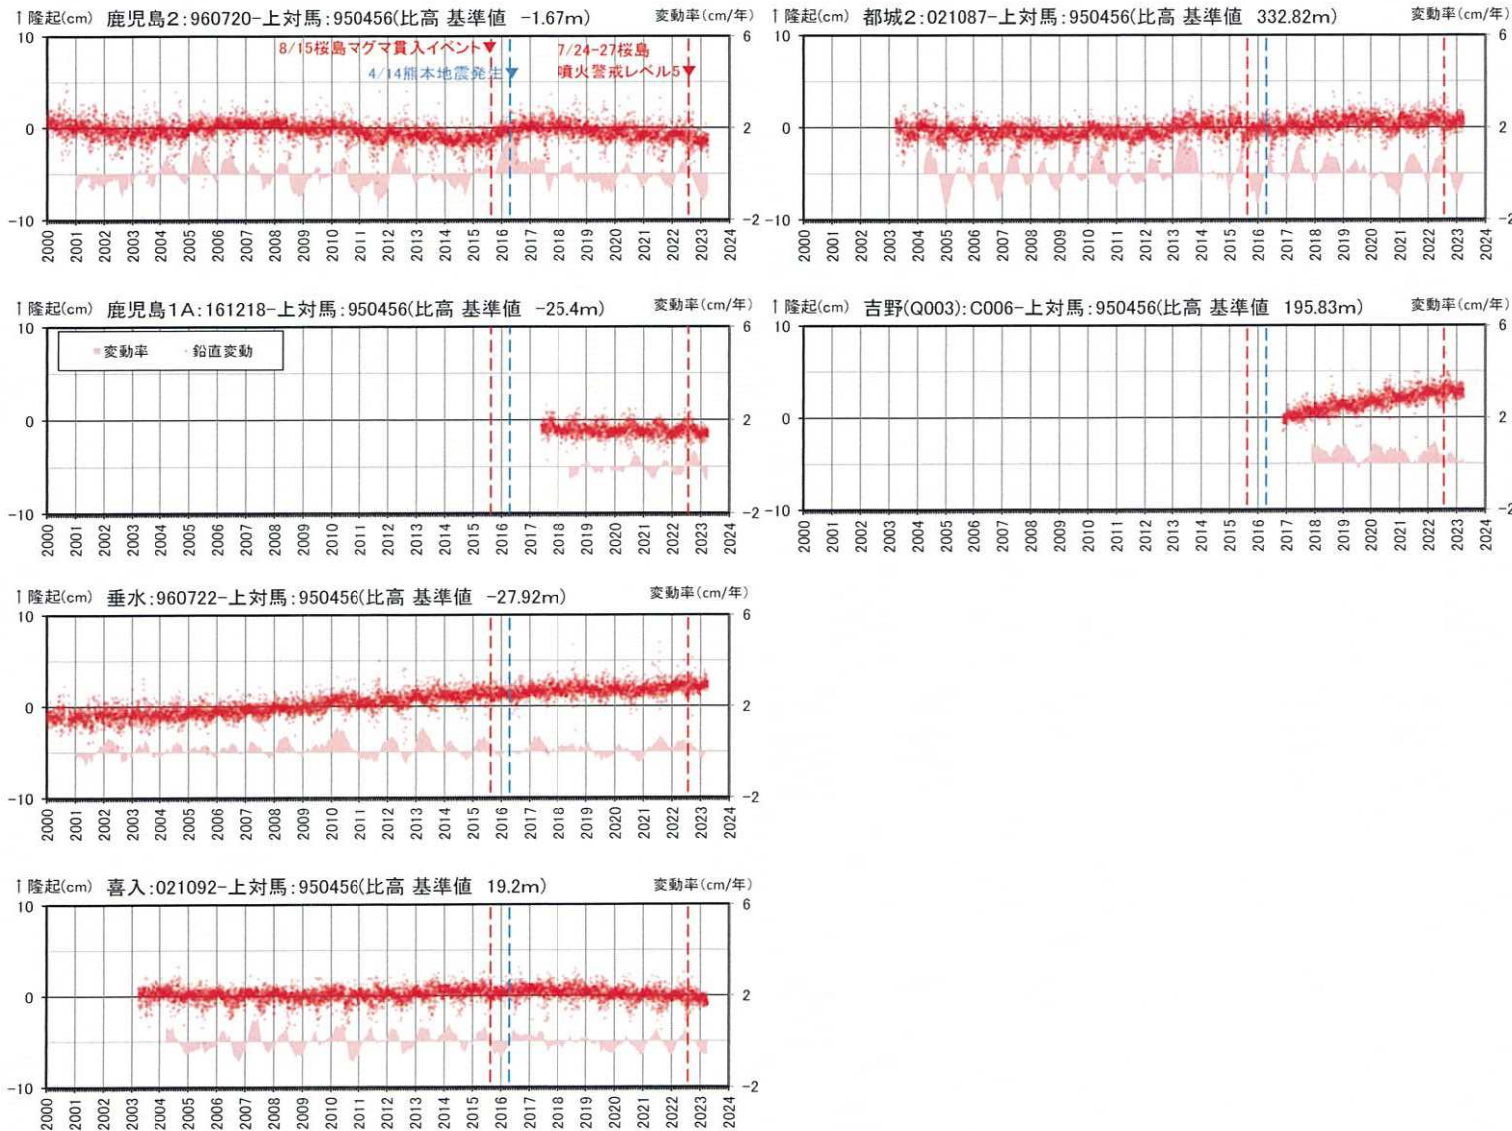 ↑隆起(cm) 鹿児島2:960720-上対馬:950456(比高 基準値 -1.67m) 変動率(cm/年)
10
0
-10
6
2
-2
8/15桜島マグマ貫入イベント▼
4/14熊本地震発生▼
7/24-27桜島
噴火警戒レベル5▼
2000 2001 2002 2003 2004 2005 2006 2007 2008 2009 2010 2011 2012 2013 2014 2015 2016 2017 2018 2019 2020 2021 2022 2023 2024
↑隆起(cm) 都城2:021087-上対馬:950456(比高 基準値 332.82m) 変動率(cm/年)
10
0
-10
6
2
-2
2000 2001 2002 2003 2004 2005 2006 2007 2008 2009 2010 2011 2012 2013 2014 2015 2016 2017 2018 2019 2020 2021 2022 2023 2024
↑隆起(cm) 鹿児島1A:161218-上対馬:950456(比高 基準値 -25.4m) 変動率(cm/年)
10
0
-10
6
2
-2
変動率 鉛直変動
2000 2001 2002 2003 2004 2005 2006 2007 2008 2009 2010 2011 2012 2013 2014 2015 2016 2017 2018 2019 2020 2021 2022 2023 2024
↑隆起(cm) 吉野(Q003):C006-上対馬:950456(比高 基準値 195.83m) 変動率(cm/年)
10
0
-10
6
2
-2
2000 2001 2002 2003 2004 2005 2006 2007 2008 2009 2010 2011 2012 2013 2014 2015 2016 2017 2018 2019 2020 2021 2022 2023 2024
↑隆起(cm) 垂水:960722-上対馬:950456(比高 基準値 -27.92m) 変動率(cm/年)
10
0
-10
6
2
-2
2000 2001 2002 2003 2004 2005 2006 2007 2008 2009 2010 2011 2012 2013 2014 2015 2016 2017 2018 2019 2020 2021 2022 2023 2024
↑隆起(cm) 喜入:021092-上対馬:950456(比高 基準値 19.2m) 変動率(cm/年)
10
0
-10
6
2
-2
2000 2001 2002 2003 2004 2005 2006 2007 2008 2009 2010 2011 2012 2013 2014 2015 2016 2017 2018 2019 2020 2021 2022 2023 2024